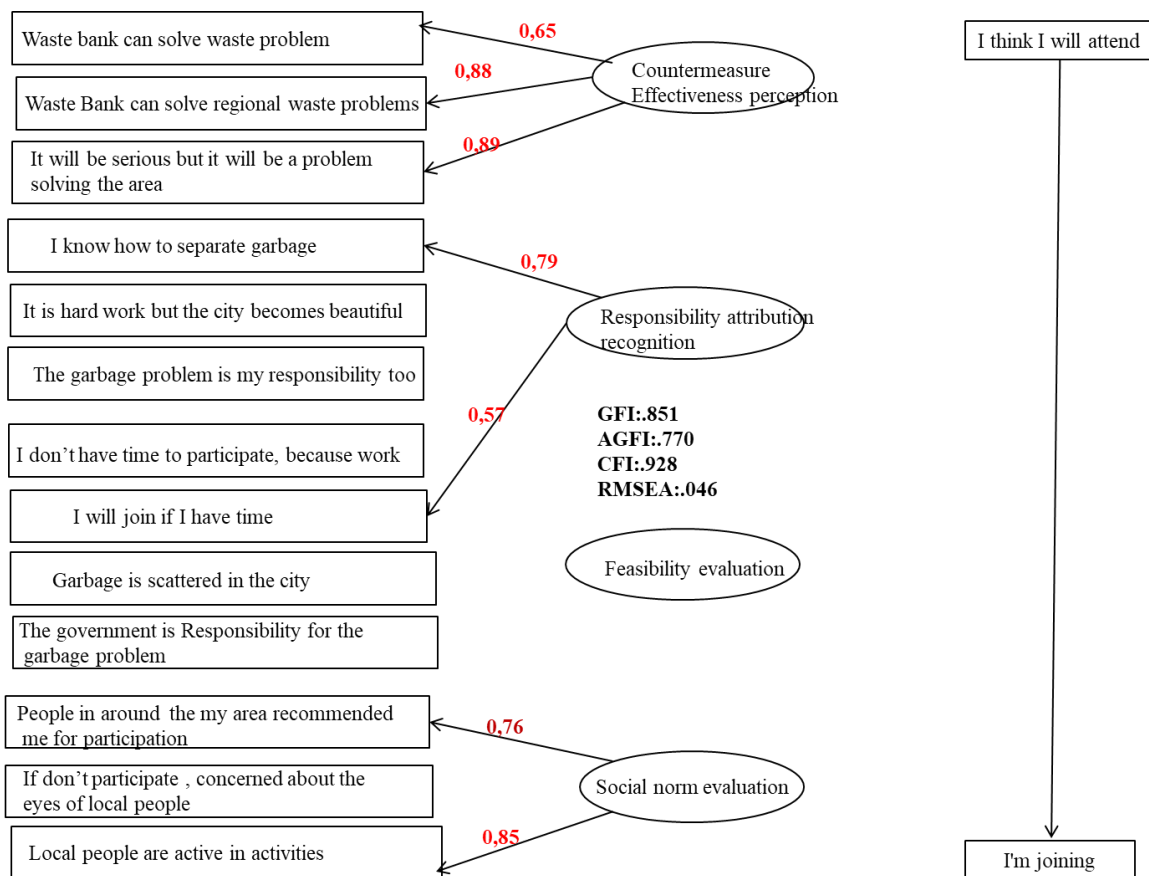 Waste bank can solve waste problem
0,65
I think I will attend
0,88
Countermeasure
Effectiveness perception
Waste Bank can solve regional waste problems
0,89
It will be serious but it will be a problem
solving the area
I know how to separate garbage
0,79
It is hard work but the city becomes beautiful
Responsibility attribution
recognition
The garbage problem is my responsibility too
0,57
GFI:.851
AGFI:.770
CFI:.928
RMSEA:.046
I don't have time to participate, because work
I will join if I have time
Garbage is scattered in the city
Feasibility evaluation
The government is Responsibility for the
garbage problem
People in around the my area recommended
me for participation
0,76
If don't participate , concerned about the
eyes of local people
Social norm evaluation
0,85
Local people are active in activities
I'm joining